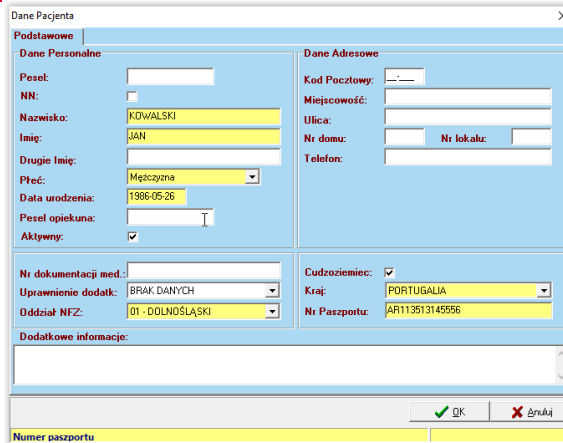 Dane Pacjenta
Podstawowe
Dane Personalne
Pesel:
NN:
Nazwisko: KOWALSKI
Imię: JAN
Drugie Imię:
Płeć: Mężczyzna
Data urodzenia: 1986-05-26
Pesel opiekuna:
Aktywny:
Dane Adresowe
Kod Pocztowy: __-___
Miejscowość:
Ulica:
Nr domu: Nr lokalu:
Telefon:
Nr dokumentacji med.:
Uprawnienie dodatk: BRAK DANYCH
Oddział NFZ: 01 - DOLNOŚLĄSKI
Cudzoziemiec:
Kraj: PORTUGALIA
Nr Paszportu: AR113513145556
Dodatkowe informacje:
OK Anuluj
Numer paszportu